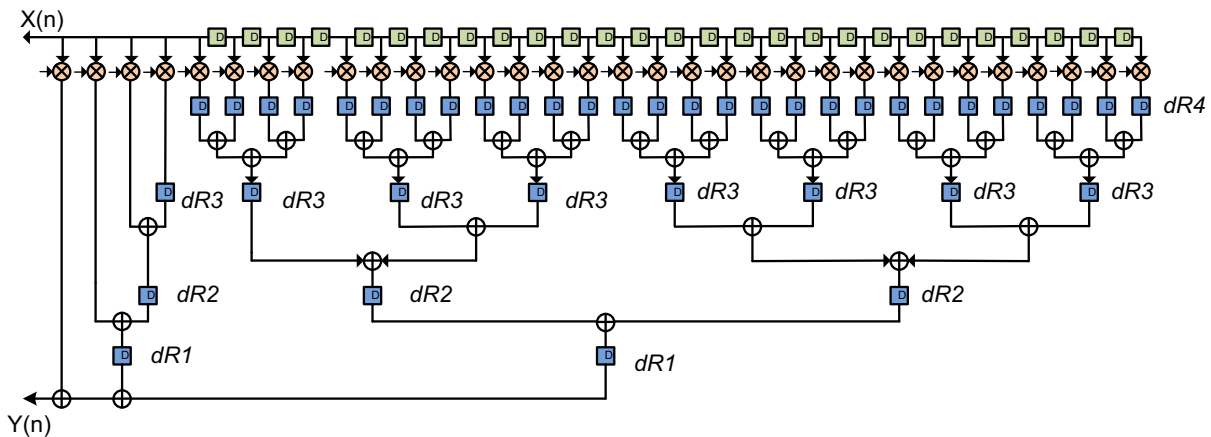 X(n)
D D D D D D D D D D D D D D D D D D D D D D D D D D D
D D D D D D D D D D D D D D D D D D D D D D D D D D D D dR4
D D D D D D D D
dR3 dR3 dR3 dR3 dR3 dR3 dR3 dR3
D dR2 D dR2 D dR2
D dR1 D dR1
Y(n)